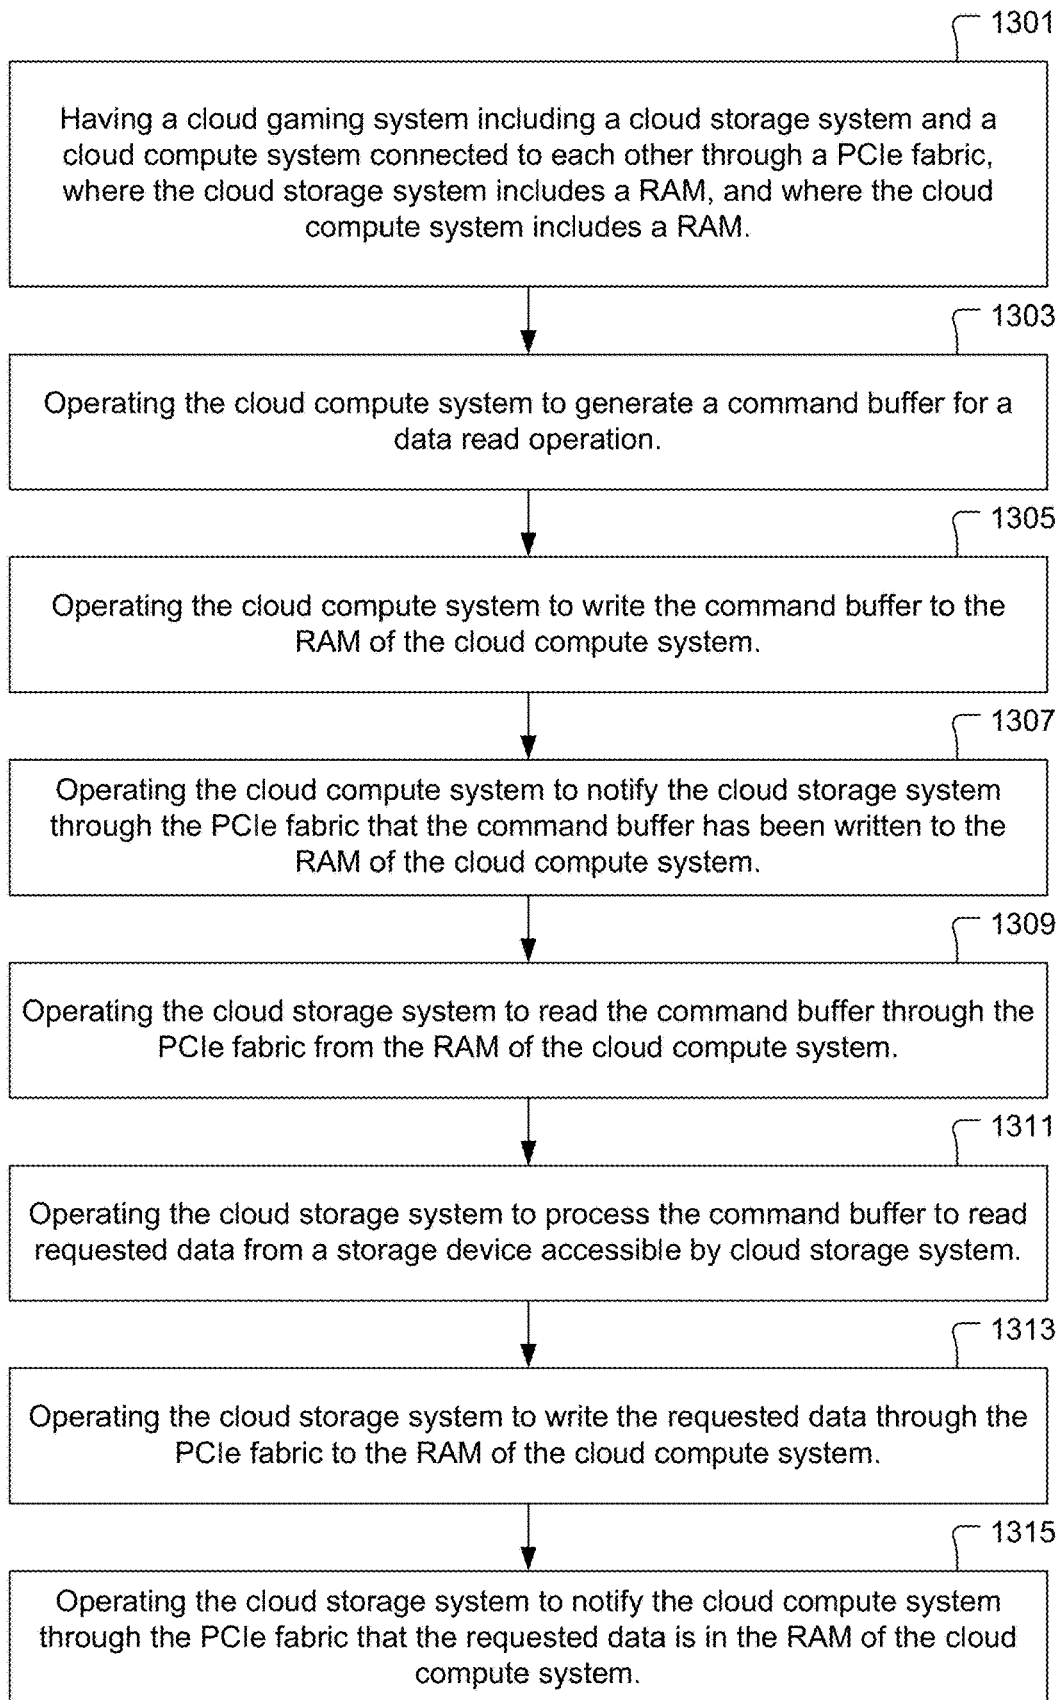 1301
Having a cloud gaming system including a cloud storage system and a
cloud compute system connected to each other through a PCIe fabric,
where the cloud storage system includes a RAM, and where the cloud
compute system includes a RAM.
1303
Operating the cloud compute system to generate a command buffer for a
data read operation.
1305
Operating the cloud compute system to write the command buffer to the
RAM of the cloud compute system.
1307
Operating the cloud compute system to notify the cloud storage system
through the PCIe fabric that the command buffer has been written to the
RAM of the cloud compute system.
1309
Operating the cloud storage system to read the command buffer through the
PCIe fabric from the RAM of the cloud compute system.
1311
Operating the cloud storage system to process the command buffer to read
requested data from a storage device accessible by cloud storage system.
1313
Operating the cloud storage system to write the requested data through the
PCIe fabric to the RAM of the cloud compute system.
1315
Operating the cloud storage system to notify the cloud compute system
through the PCIe fabric that the requested data is in the RAM of the cloud
compute system.